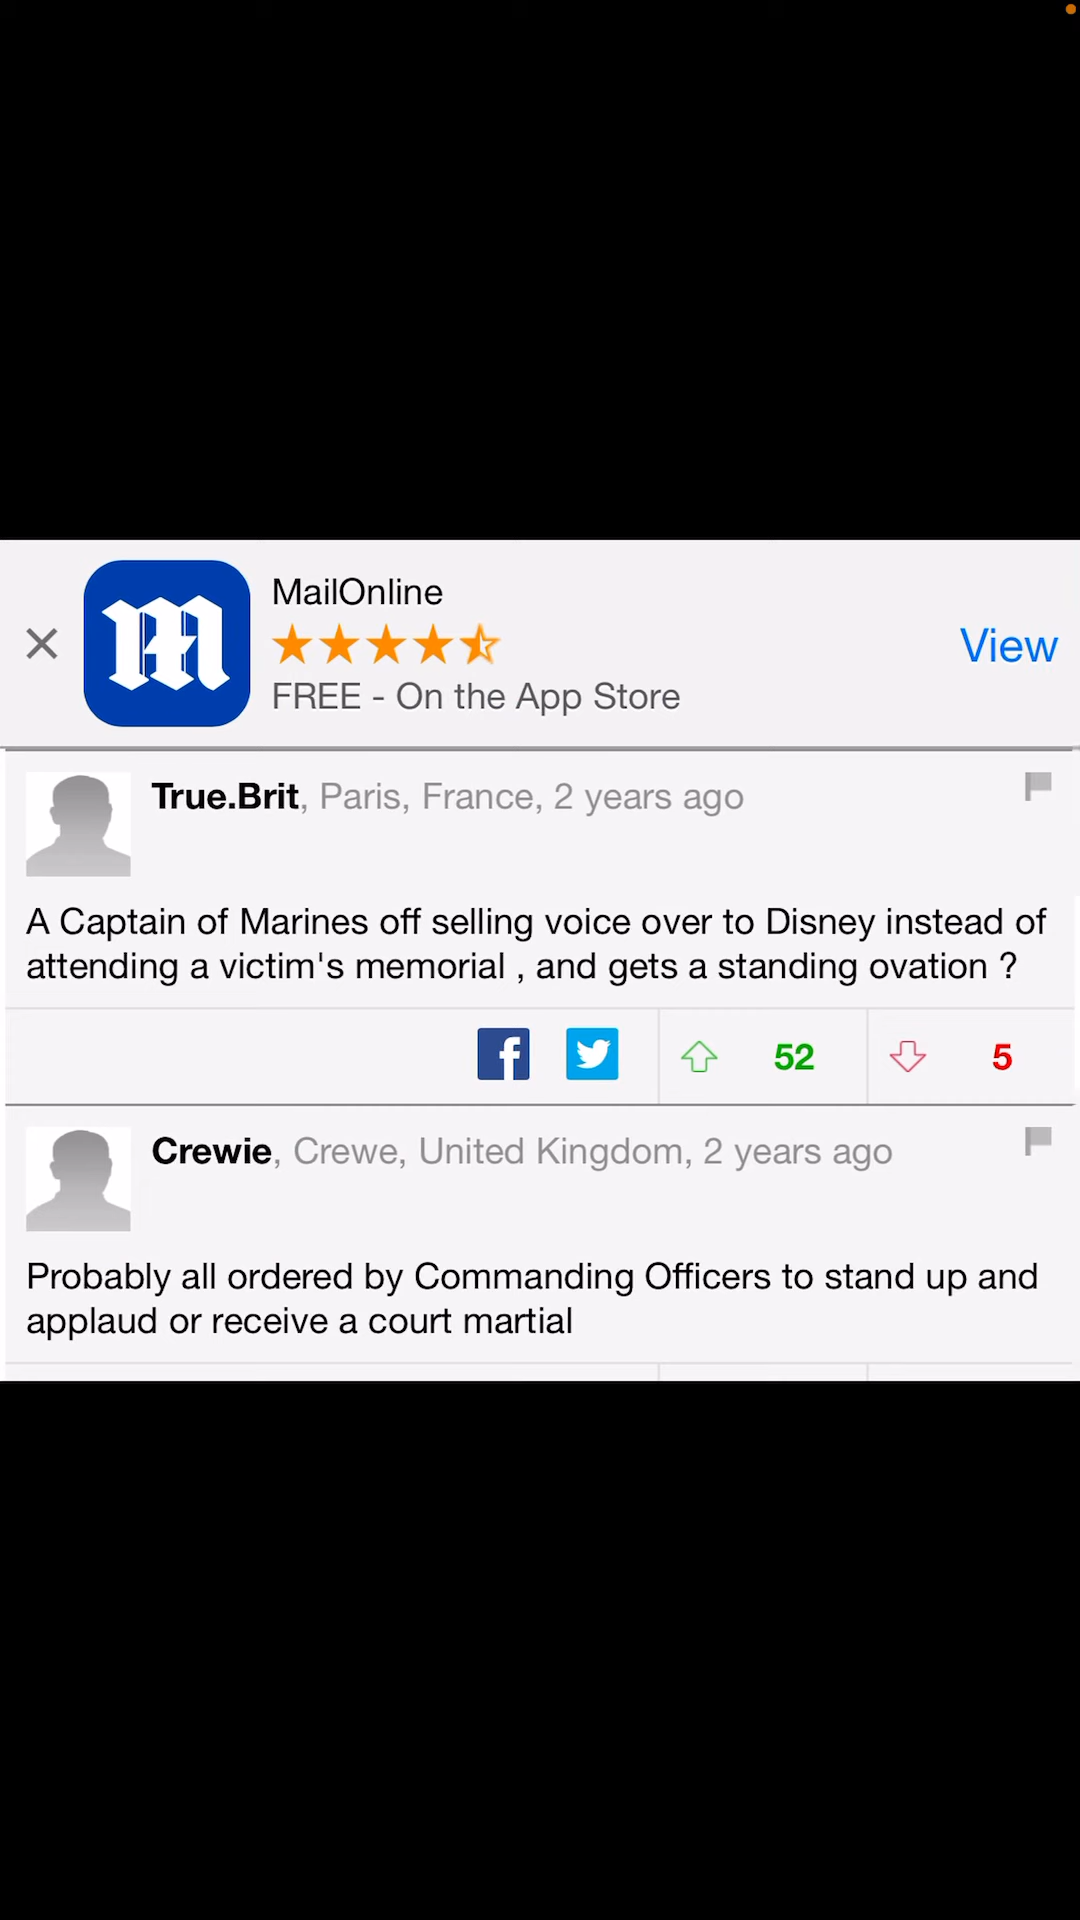 MailOnline
FREE - On the App Store
View
True.Brit, Paris, France, 2 years ago
A Captain of Marines off selling voice over to Disney instead of
attending a victim's memorial , and gets a standing ovation ?
52
5
Crewie, Crewe, United Kingdom, 2 years ago
Probably all ordered by Commanding Officers to stand up and
applaud or receive a court martial